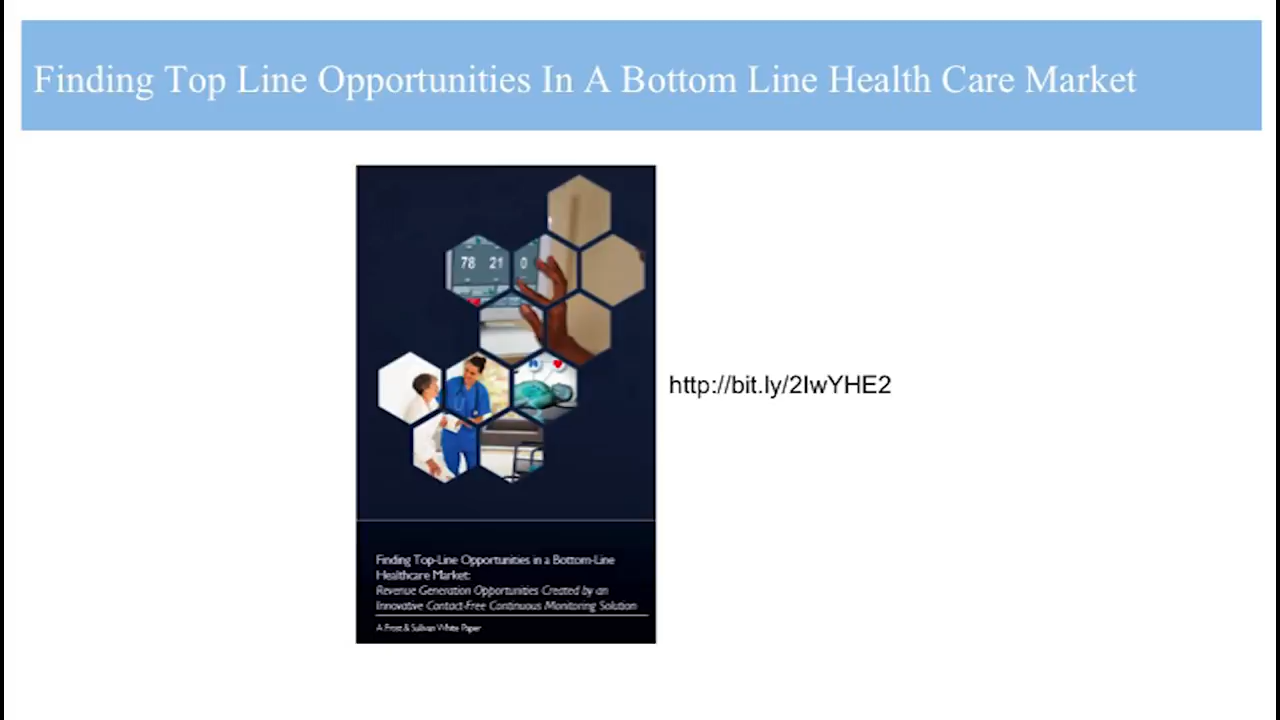 Finding Top Line Opportunities In A Bottom Line Health Care Market
78 21 0
http://bit.ly/2IwYHE2
Finding Top-Line Opportunities in a Bottom-Line
Healthcare Market:
Revenue Generation Opportunities Created by an
Innovative Contact-Free Continuous Monitoring Solution
A Frost & Sullivan White Paper